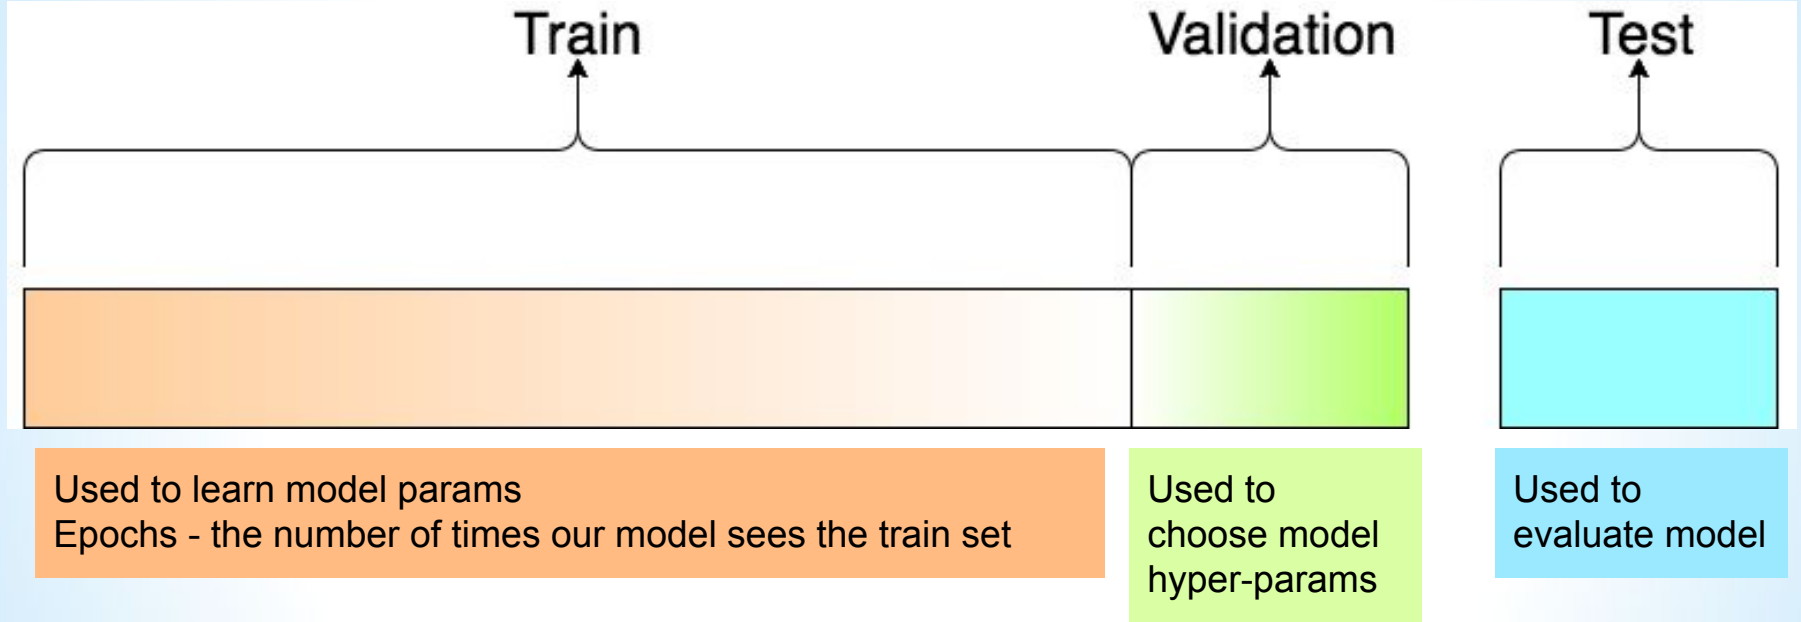 Train
Validation
Test
Used to learn model params
Epochs - the number of times our model sees the train set
Used to
choose model
hyper-params
Used to
evaluate model